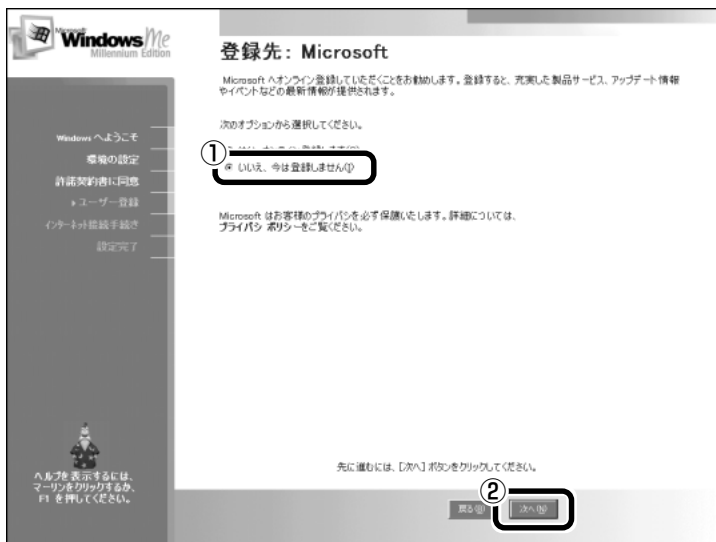 Microsoft
Windows Me
Millennium Edition
登録先: Microsoft
Microsoft へオンライン登録していただくことをお勧めします。登録すると、充実した製品サービス、アップデート情報
やイベントなどの最新情報が提供されます。
次のオプションから選択してください。
①
いいえ、今は登録しません(I)
Microsoft はお客様のプライバシを必ず保護いたします。詳細については、
プライバシ ポリシーをご覧ください。
Windows へようこそ
環境の設定
許諾契約書に同意
ユーザー登録
インターネット接続手続き
設定完了
ヘルプを表示するには、
マーリンをクリックするか、
F1 を押してください。
先に進むには、[次へ] ボタンをクリックしてください。
②
戻る(B)
次へ(N)